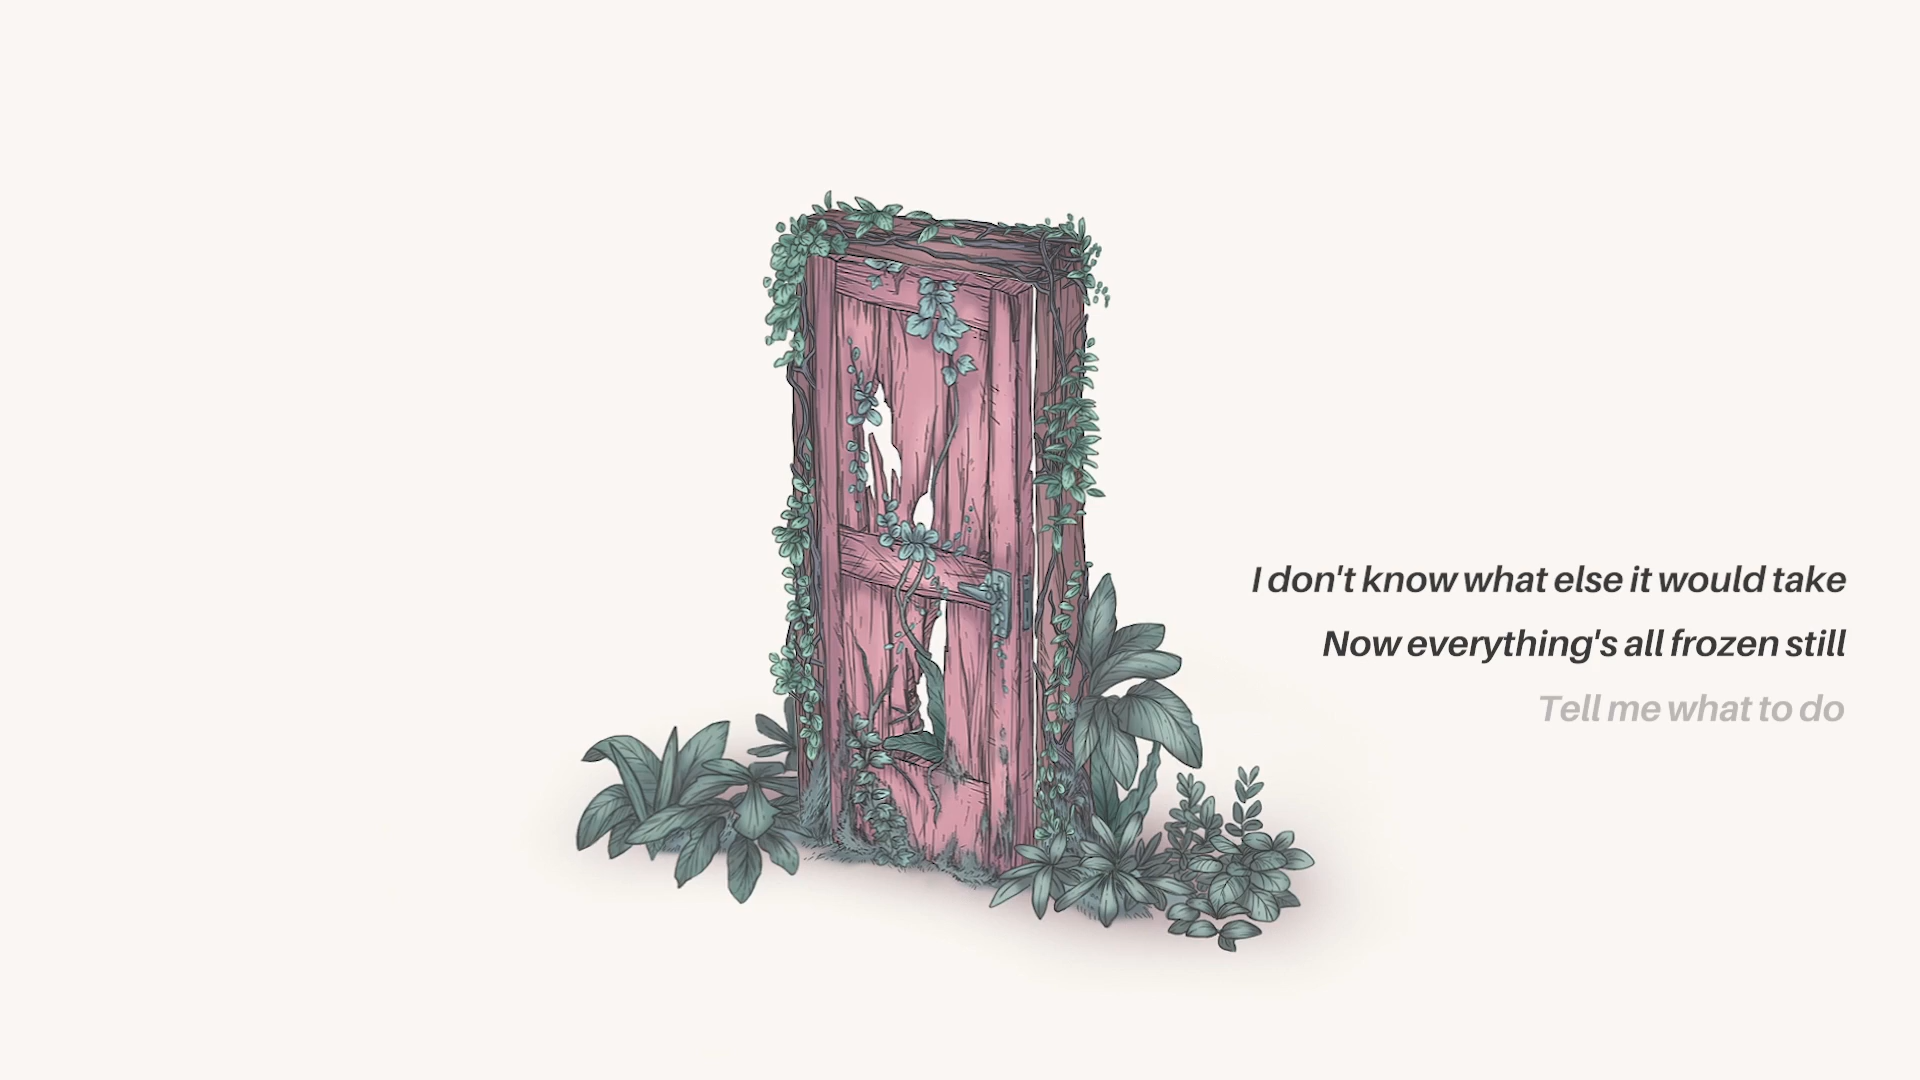 I don't know what else it would take
Now everything's all frozen still
Tell me what to do